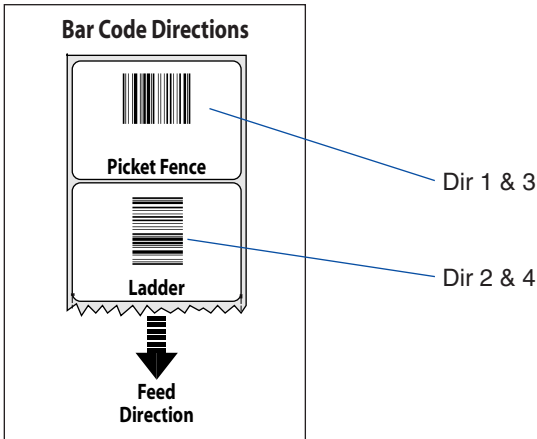 Bar Code Directions
Picket Fence
Dir 1 & 3
Ladder
Dir 2 & 4
Feed
Direction